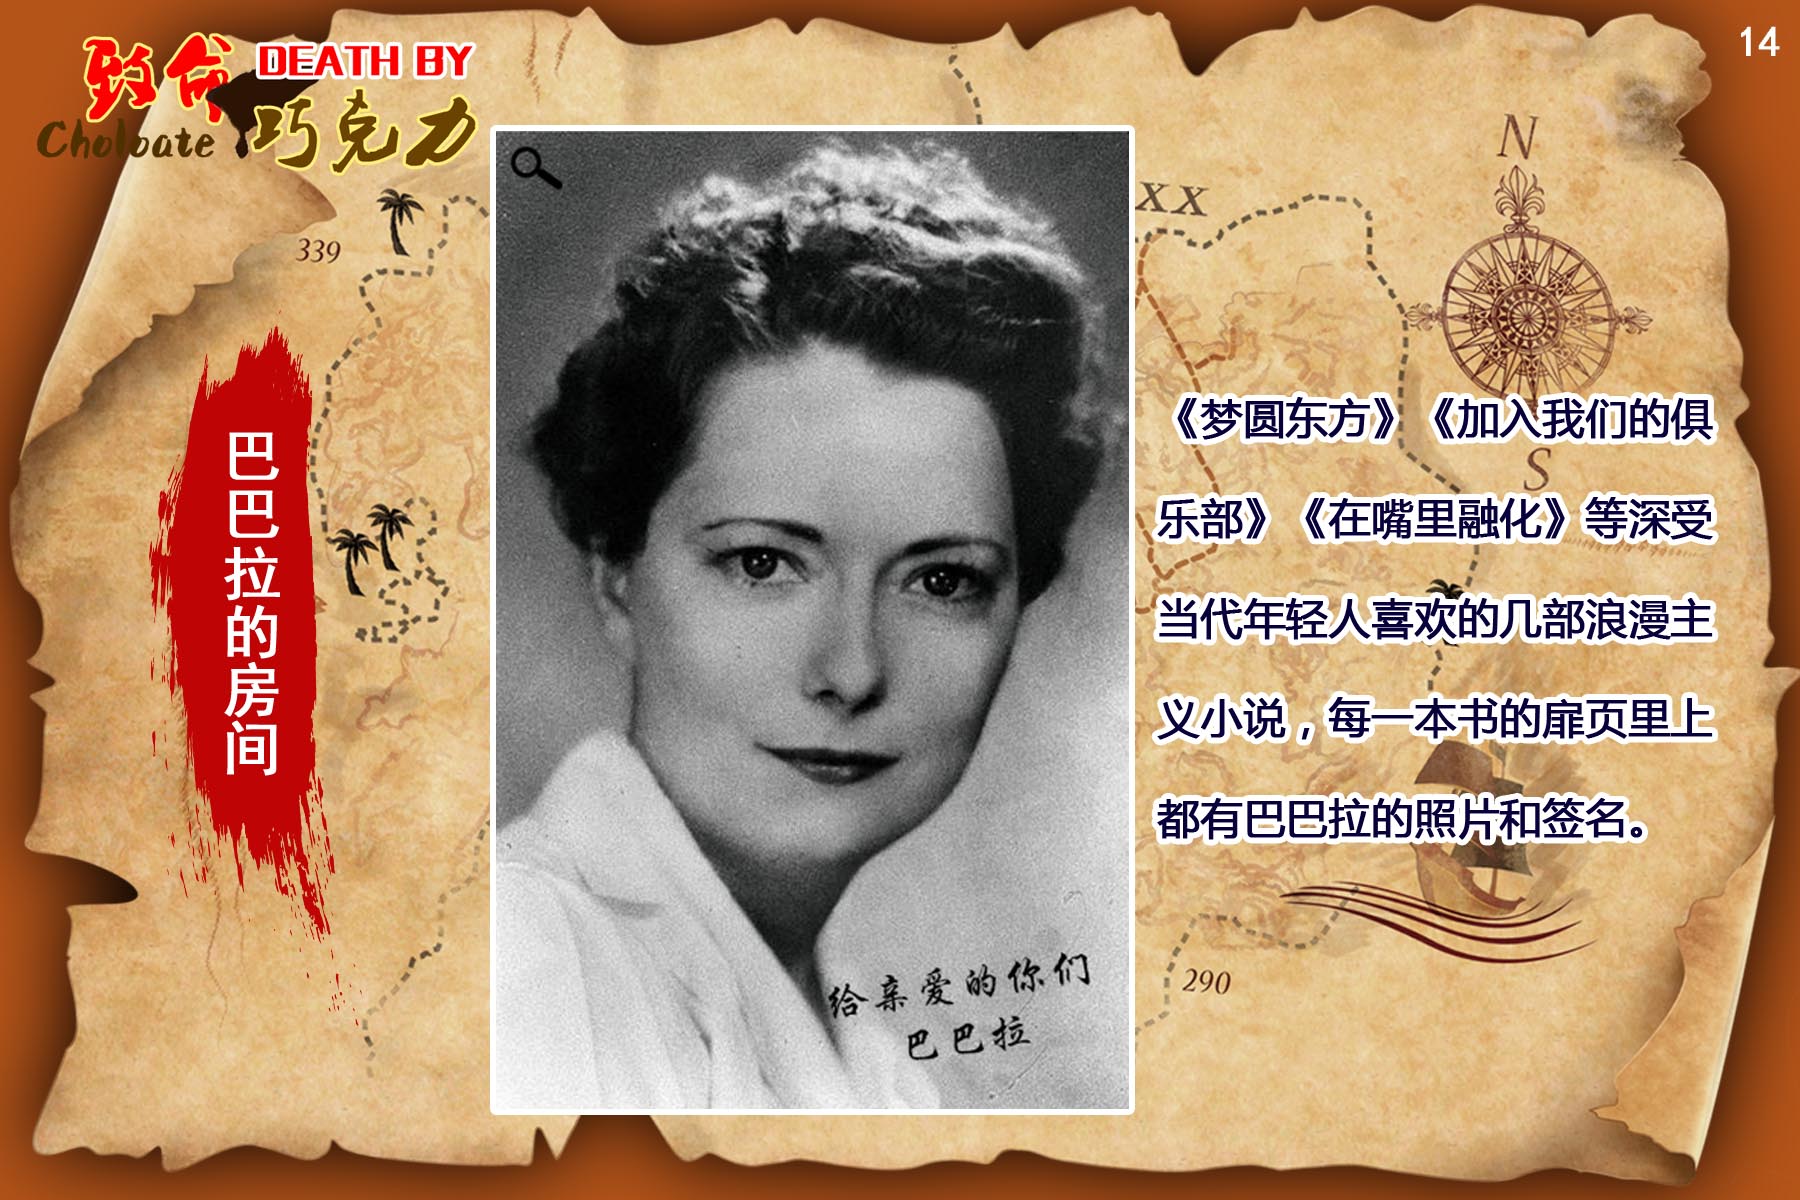 14
致命 DEATH BY
Choloate 巧克力
N
XX
339
巴巴拉的房间
《梦圆东方》《加入我们的俱
S
乐部》《在嘴里融化》等深受
当代年轻人喜欢的几部浪漫主
义小说，每一本书的扉页里上
都有巴巴拉的照片和签名。
给亲爱的你们
巴巴拉
290